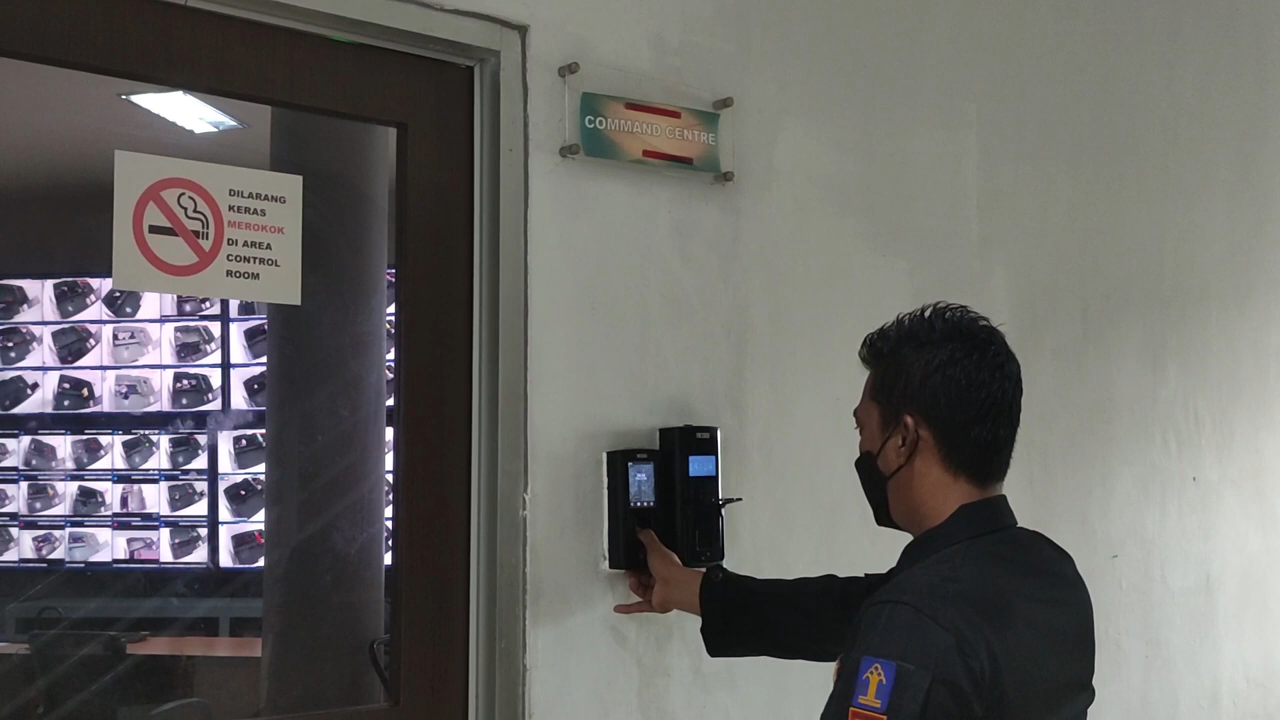 COMMAND CENTRE
DILARANG
KERAS
MEROKOK
DI AREA
CONTROL
ROOM